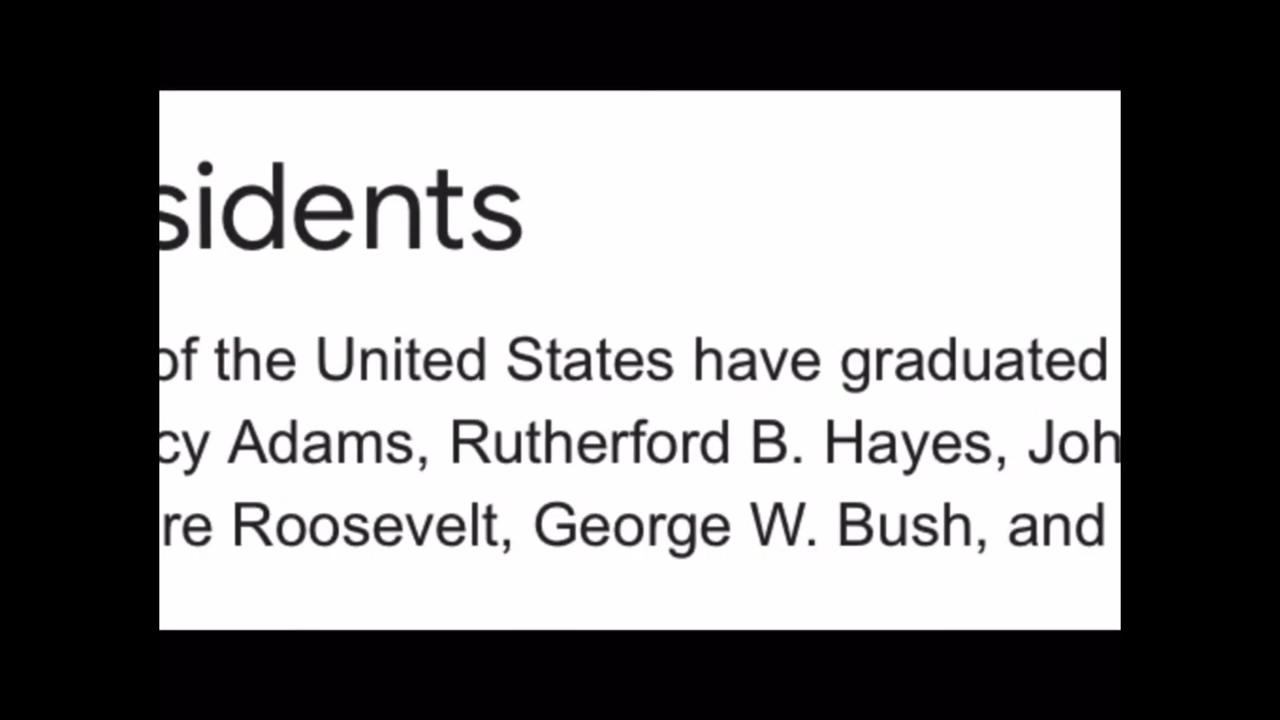 sidents
of the United States have graduated
cy Adams, Rutherford B. Hayes, Joh
re Roosevelt, George W. Bush, and